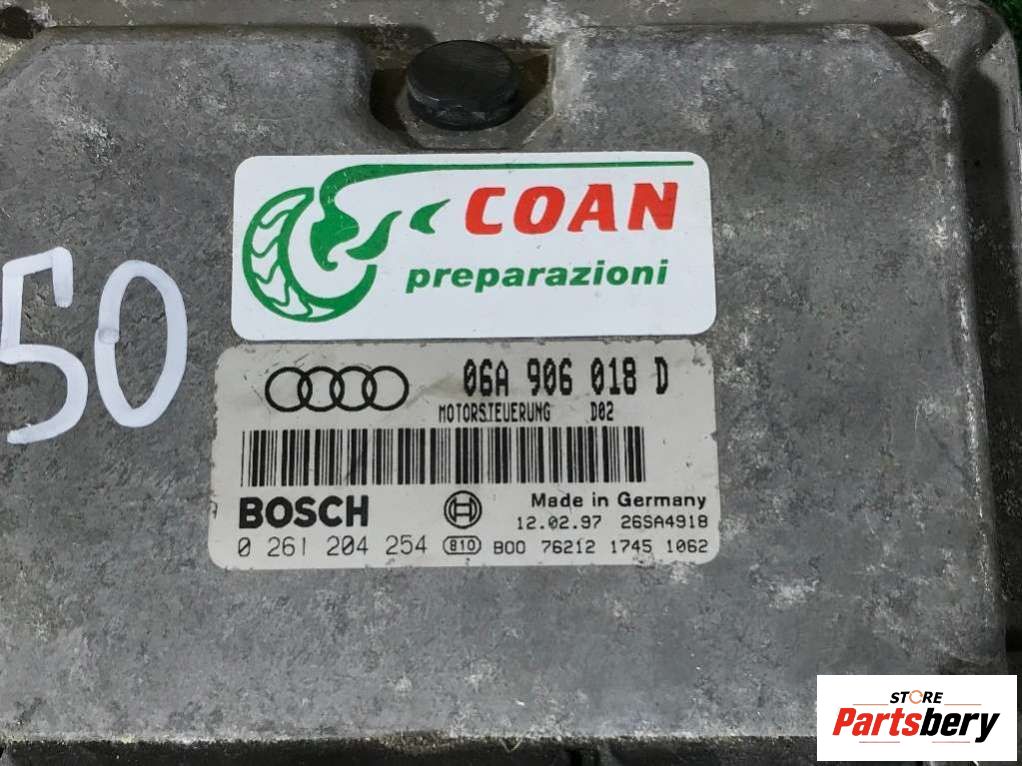 COAN
preparazioni
50
06A 906 018 D
MOTORSTEUERUNG D02
BOSCH
Made in Germany
12.02.97 26SA4918
0 261 204 254 810 B00 76212 1745 1062
STORE
Partsbery